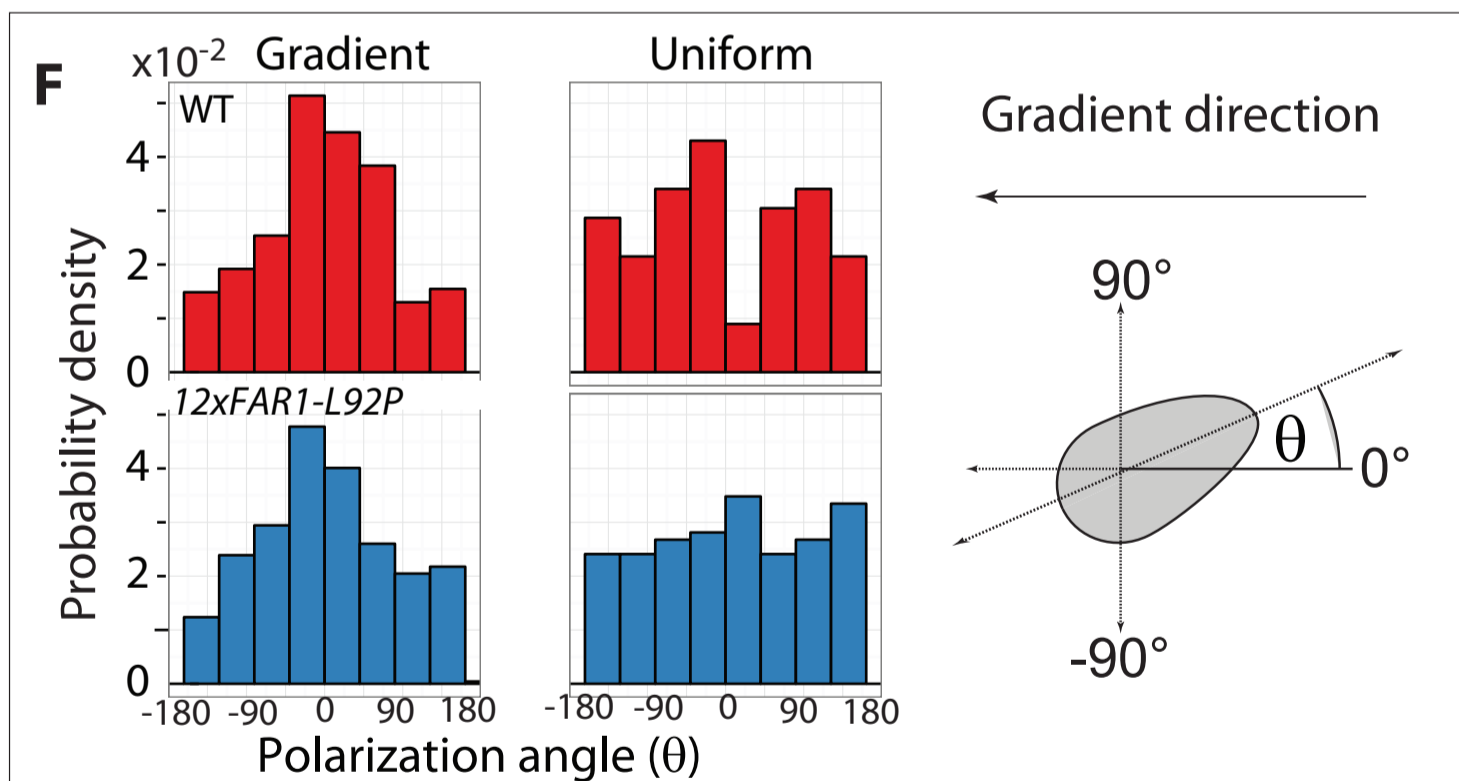 F
x10-2
Gradient
Uniform
WT
4
2
0
12xFAR1-L92P
4
2
0
Probability density
-180 -90 0 90 180
-180 -90 0 90 180
Polarization angle (θ)
Gradient direction
90°
θ
0°
-90°